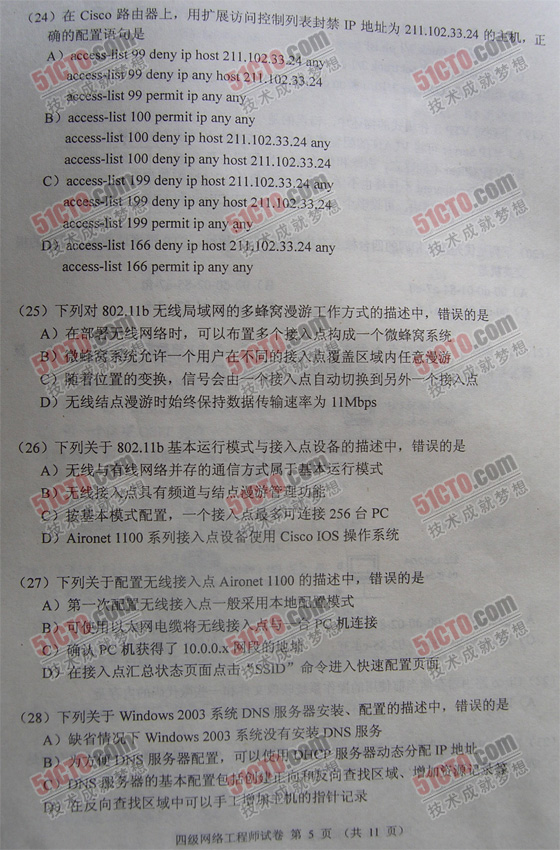 （24）在 Cisco 路由器上，用扩展访问控制列表封禁 IP 地址为 211.102.33.24 的主机，正
确的配置语句是
A）access-list 99 deny ip host 211.102.33.24 any
access-list 99 deny ip any host 211.102.33.24
access-list 99 permit ip any any
B）access-list 100 permit ip any any
access-list 100 deny ip host 211.102.33.24 any
access-list 100 deny ip any host 211.102.33.24
C）access-list 199 deny ip host 211.102.33.24 any
access-list 199 deny ip any host 211.102.33.24
access-list 199 permit ip any any
D）access-list 166 deny ip host 211.102.33.24 any
access-list 166 permit ip any any
（25）下列对 802.11b 无线局域网的多蜂窝漫游工作方式的描述中，错误的是
A）在部署无线网络时，可以布置多个接入点构成一个微蜂窝系统
B）微蜂窝系统允许一个用户在不同的接入点覆盖区域内任意漫游
C）随着位置的变换，信号会由一个接入点自动切换到另外一个接入点
D）无线结点漫游时始终保持数据传输速率为 11Mbps
（26）下列关于 802.11b 基本运行模式与接入点设备的描述中，错误的是
A）无线与有线网络并存的通信方式属于基本运行模式
B）无线接入点具有频道与结点漫游管理功能
C）按基本模式配置，一个接入点最多可连接 256 台 PC
D）Aironet 1100 系列接入点设备使用 Cisco IOS 操作系统
（27）下列关于配置无线接入点 Aironet 1100 的描述中，错误的是
A）第一次配置无线接入点一般采用本地配置模式
B）可使用以太网电缆将无线接入点与一台 PC 机连接
C）确认 PC 机获得了 10.0.0.x 网段的地址
D）在接入点汇总状态页面点击“SSID”命令进入快速配置页面
（28）下列关于 Windows 2003 系统 DNS 服务器安装、配置的描述中，错误的是
A）缺省情况下 Windows 2003 系统没有安装 DNS 服务
B）为方便 DNS 服务器配置，可以使用 DHCP 服务器动态分配 IP 地址
C）DNS 服务器的基本配置包括创建正向和反向查找区域、增加资源记录等
D）在反向查找区域中可以手工增加主机的指针记录
四级网络工程师试卷 第 5 页 （共 11 页）